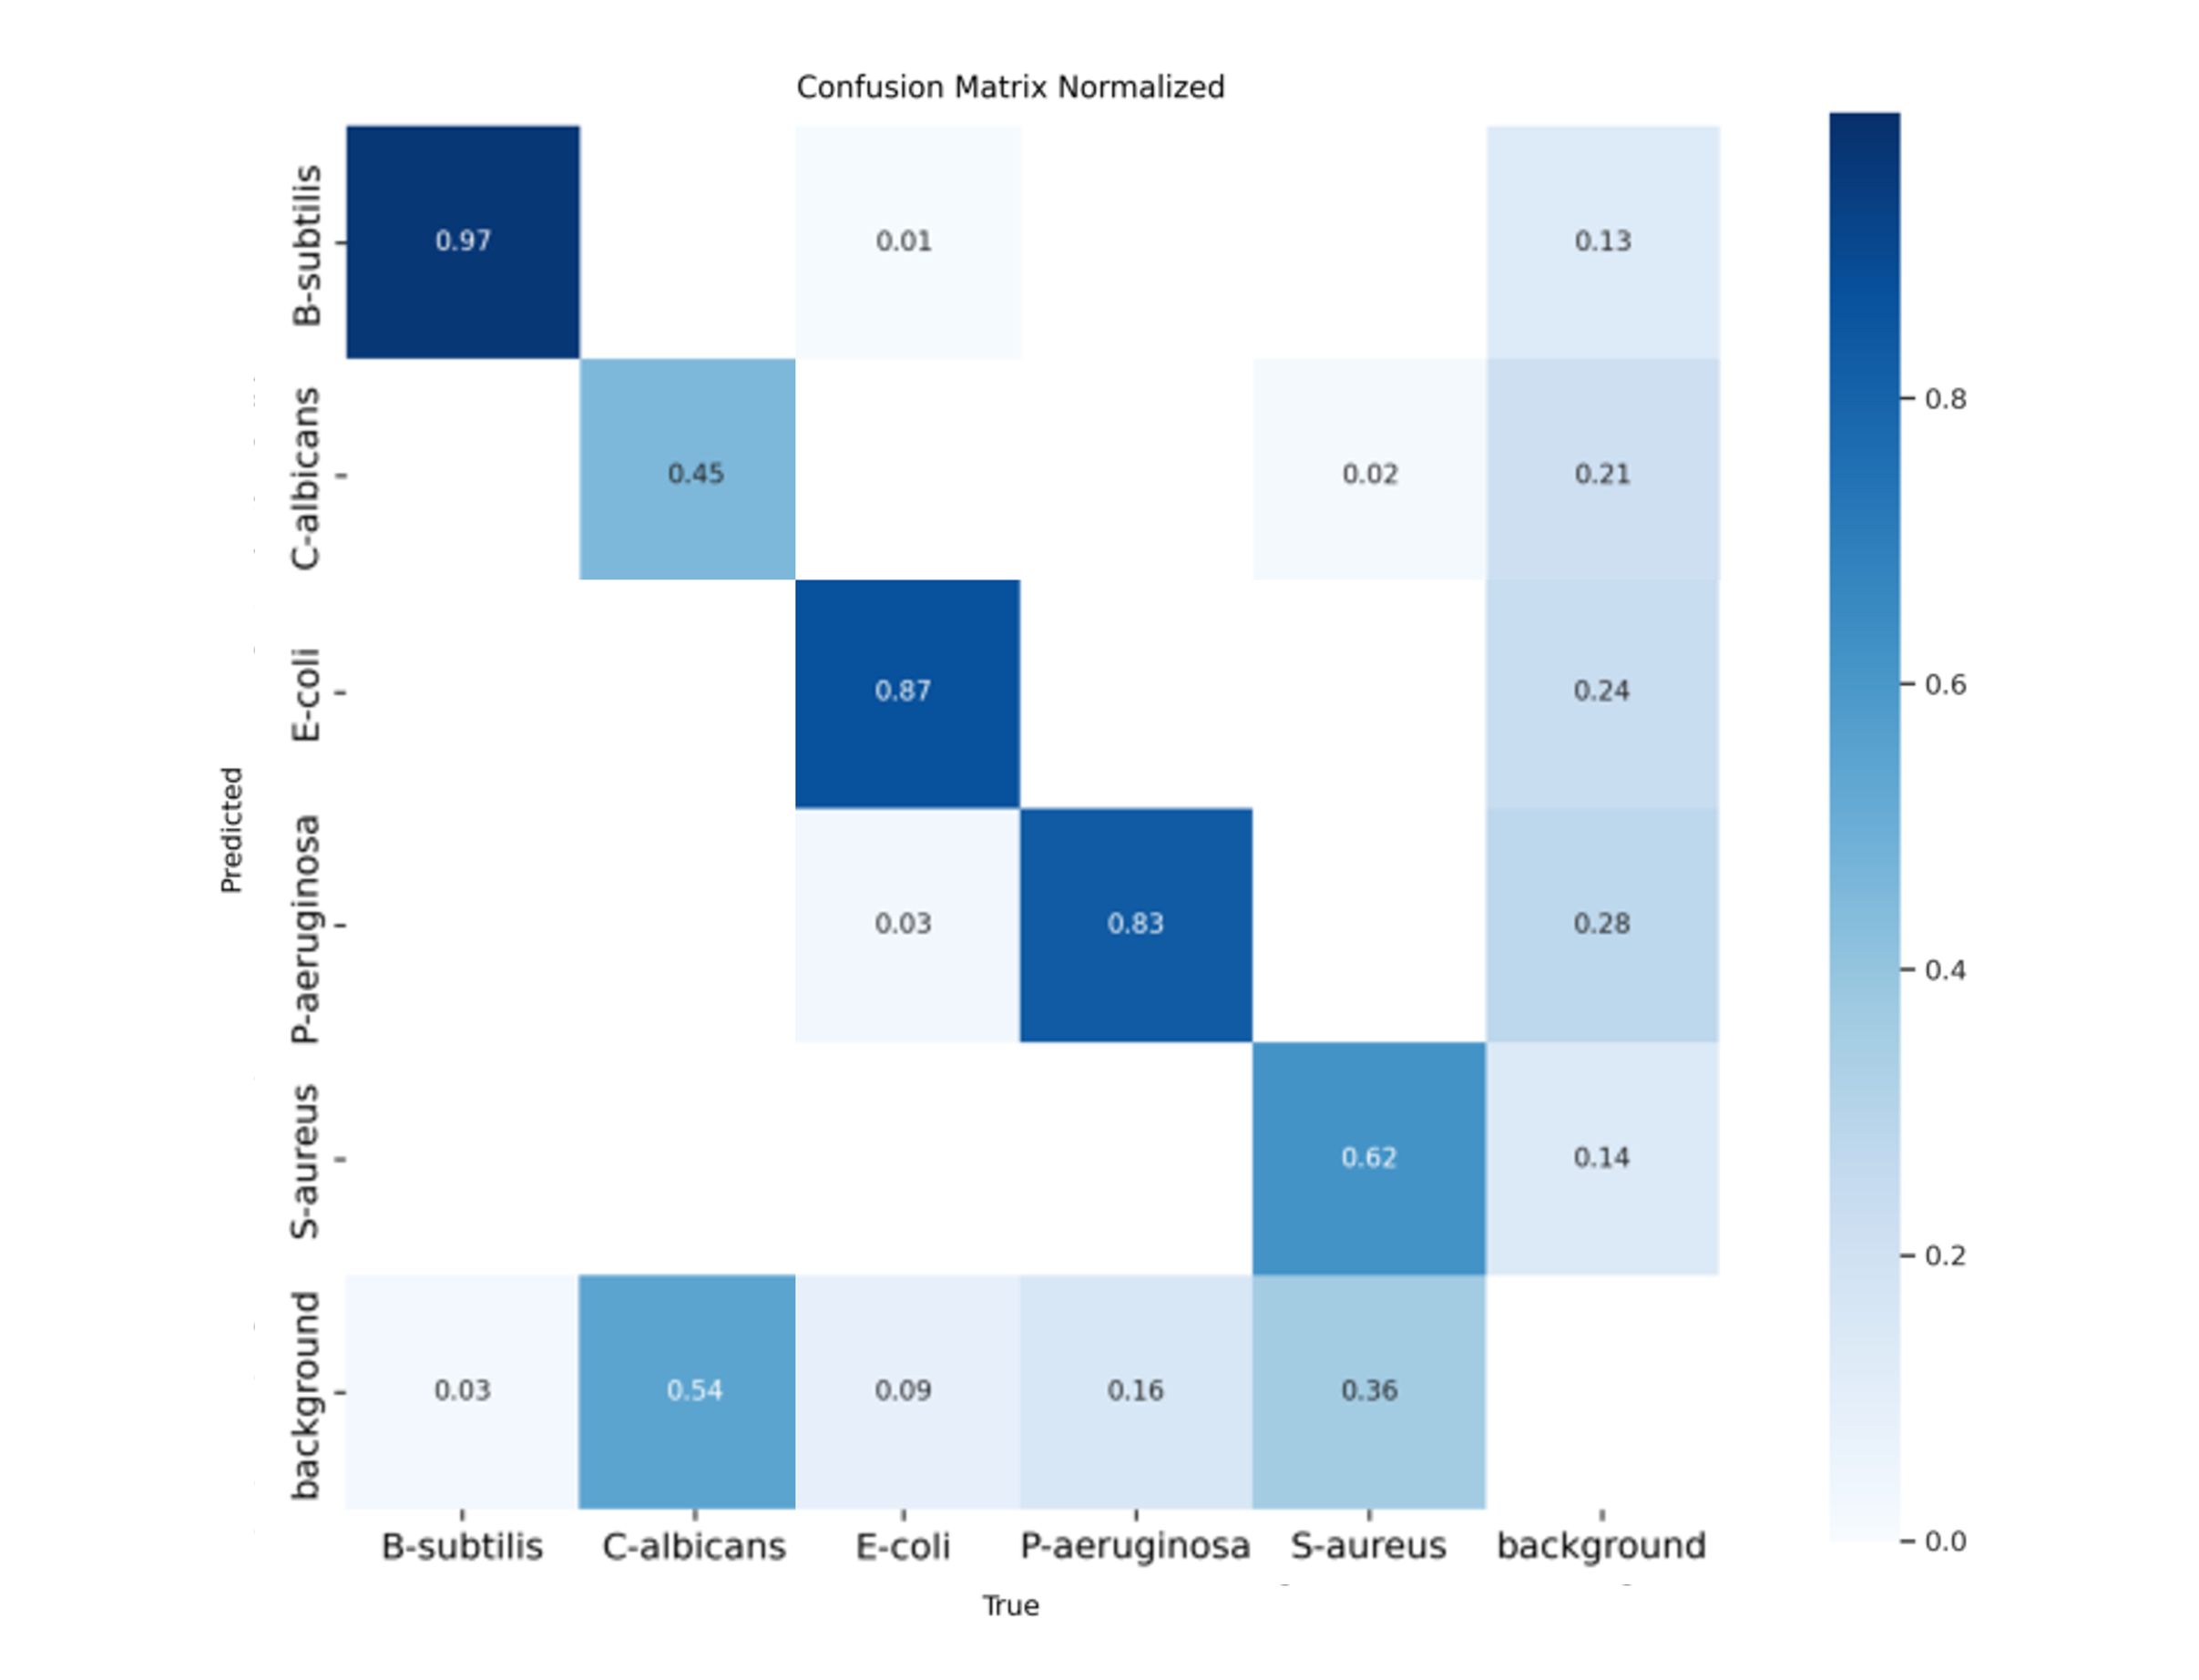 Confusion Matrix Normalized
B-subtilis
0.97
0.01
0.13
0.8
C-albicans
0.45
0.02
0.21
E-coli
0.87
0.24
0.6
Predicted
P-aeruginosa
0.03
0.83
0.28
0.4
S-aureus
0.62
0.14
0.2
background
0.03
0.54
0.09
0.16
0.36
0.0
B-subtilis C-albicans E-coli P-aeruginosa S-aureus background
True